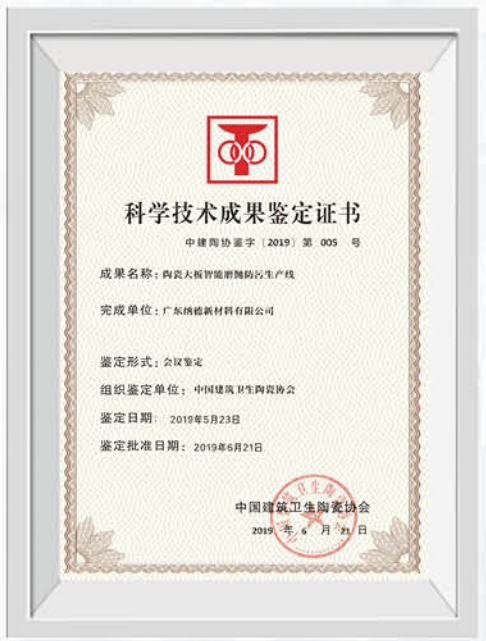 科学技术成果鉴定证书
中建陶协鉴字〔2019〕第 005 号
成果名称：陶瓷大板智能磨抛防污生产线
完成单位：广东纳德新材料有限公司
鉴定形式：会议鉴定
组织鉴定单位：中国建筑卫生陶瓷协会
鉴定日期：2019年5月23日
鉴定批准日期：2019年6月21日
中国建筑卫生陶瓷协会
2019 年 6 月 21 日